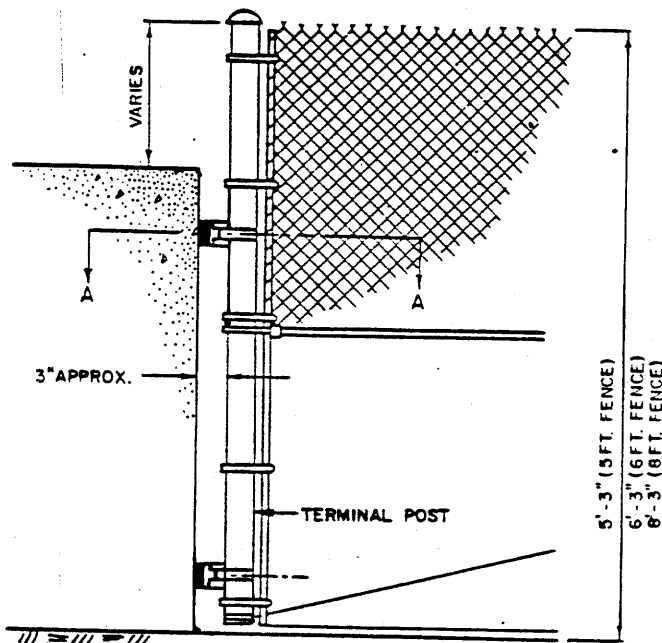 VARIES
A
A
3" APPROX.
TERMINAL POST
5'-3" (5FT. FENCE)
6'-3" (6FT. FENCE)
8'-3" (8FT. FENCE)